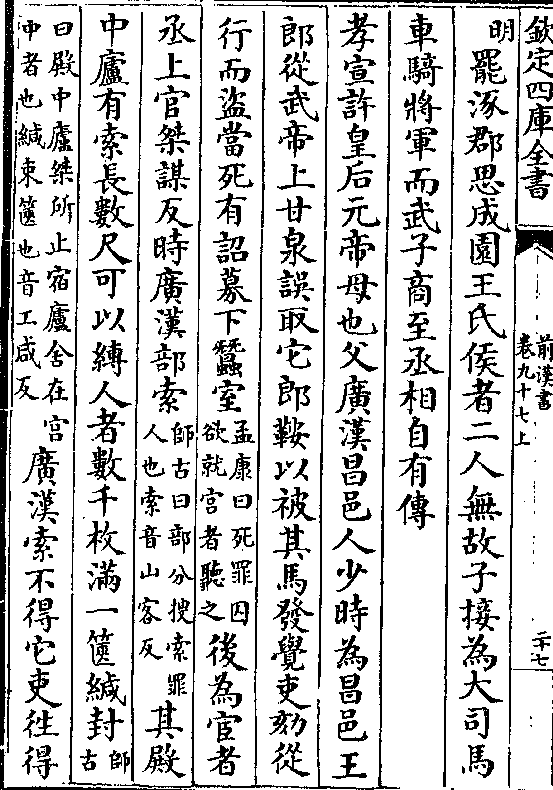 欽定四庫全書
前漢書
卷九十七上
二十七
明
罷涿郡思成園王氏侯者二人無故子接為大司馬
車騎將軍而武子商至丞相自有傳
孝宣許皇后元帝母也父廣漢昌邑人少時為昌邑王
郎從武帝上甘泉誤取它郎鞍以被其馬發覺吏劾從
行而盜當死有詔募下蠶室孟康曰死罪囚欲就宮者聽之後為宦者
丞上官桀謀反時廣漢部索師古曰部分搜索罪人也索音山客反其殿
中廬有索長數尺可以縛人者數千枚滿一篋緘封師古
曰殿中廬桀所止宿廬舍在宮中者也緘束篋也音工咸反廣漢索不得它吏往得